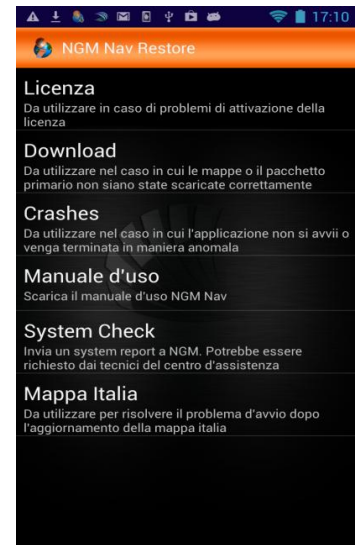 17:10
NGM Nav Restore
Licenza
Da utilizzare in caso di problemi di attivazione della
licenza
Download
Da utilizzare nel caso in cui le mappe o il pacchetto
primario non siano state scaricate correttamente
Crashes
Da utilizzare nel caso in cui l'applicazione non si avvii o
venga terminata in maniera anomala
Manuale d'uso
Scarica il manuale d'uso NGM Nav
System Check
Invia un system report a NGM. Potrebbe essere
richiesto dai tecnici del centro d'assistenza
Mappa Italia
Da utilizzare per risolvere il problema d'avvio dopo
l'aggiornamento della mappa italia